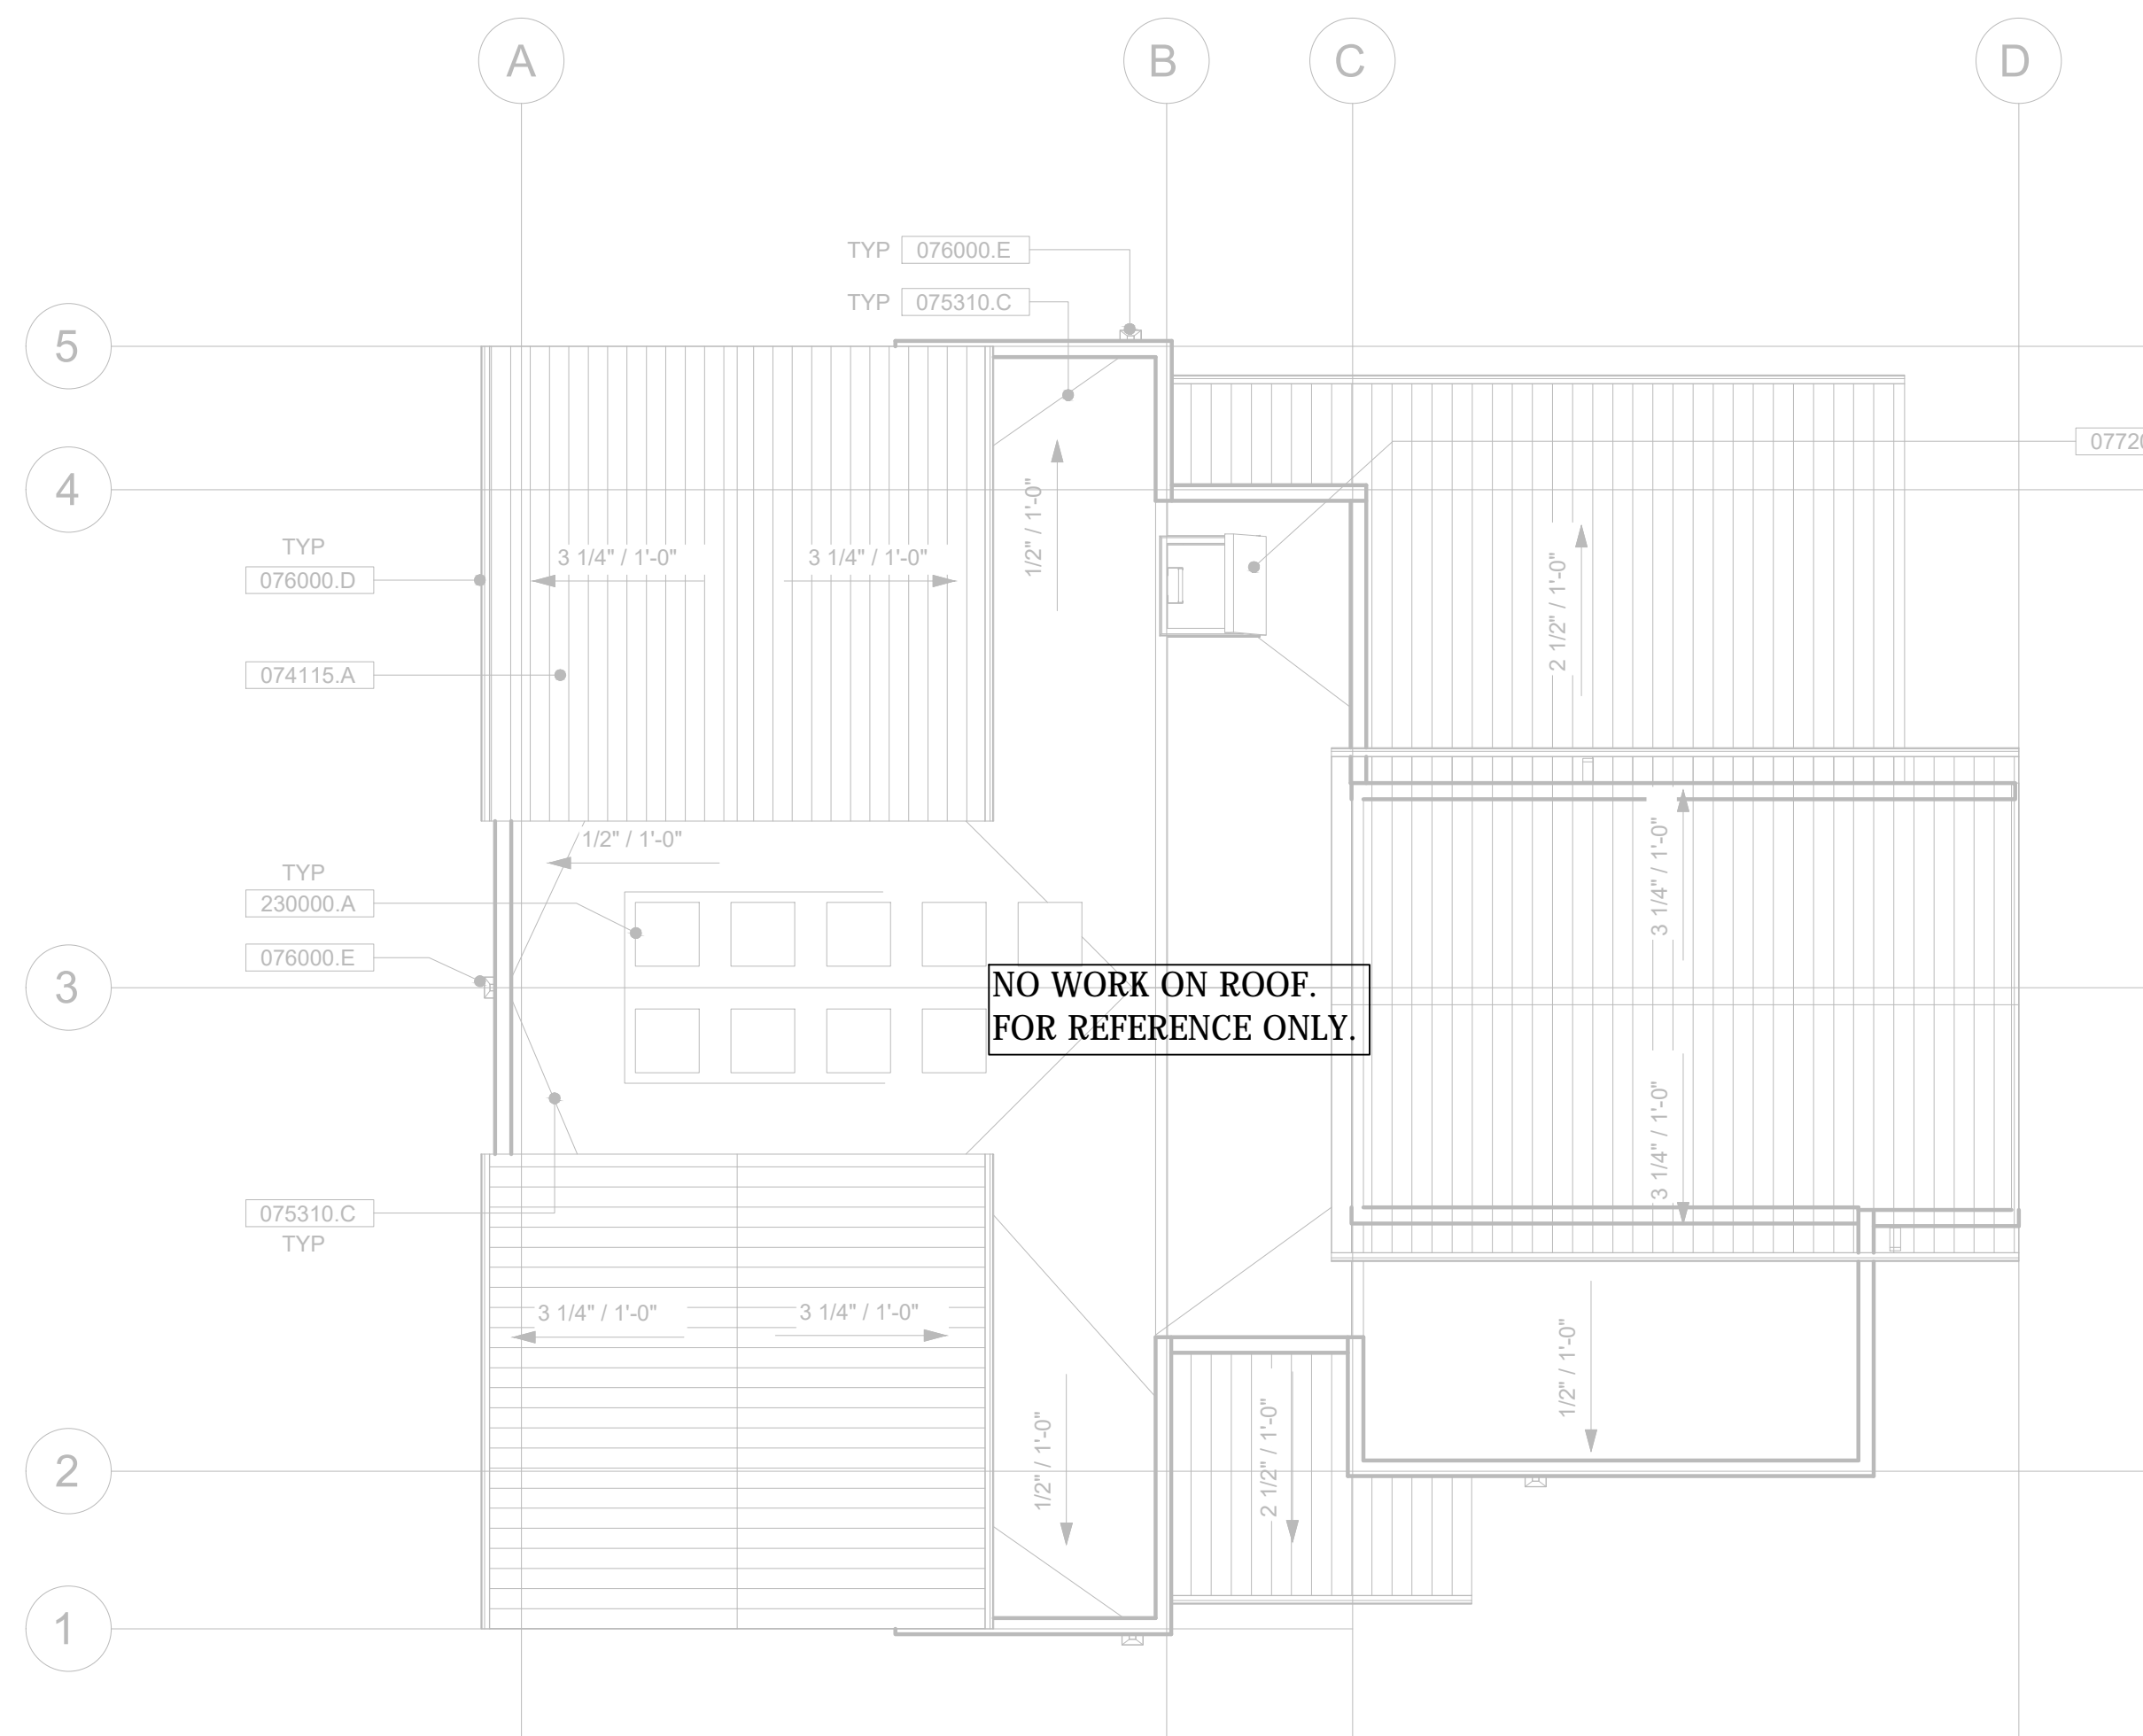 A
B
C
D
TYP 076000.E
TYP 075310.C
5
4
0772
TYP
076000.D
3 1/4" / 1'-0"
3 1/4" / 1'-0"
1/2" / 1'-0"
2 1/2" / 1'-0"
074115.A
1/2" / 1'-0"
3 1/4" / 1'-0"
TYP
230000.A
076000.E
3
NO WORK ON ROOF.
FOR REFERENCE ONLY.
3 1/4" / 1'-0"
075310.C
TYP
3 1/4" / 1'-0"
3 1/4" / 1'-0"
1/2" / 1'-0"
1/2" / 1'-0"
2 1/2" / 1'-0"
2
1